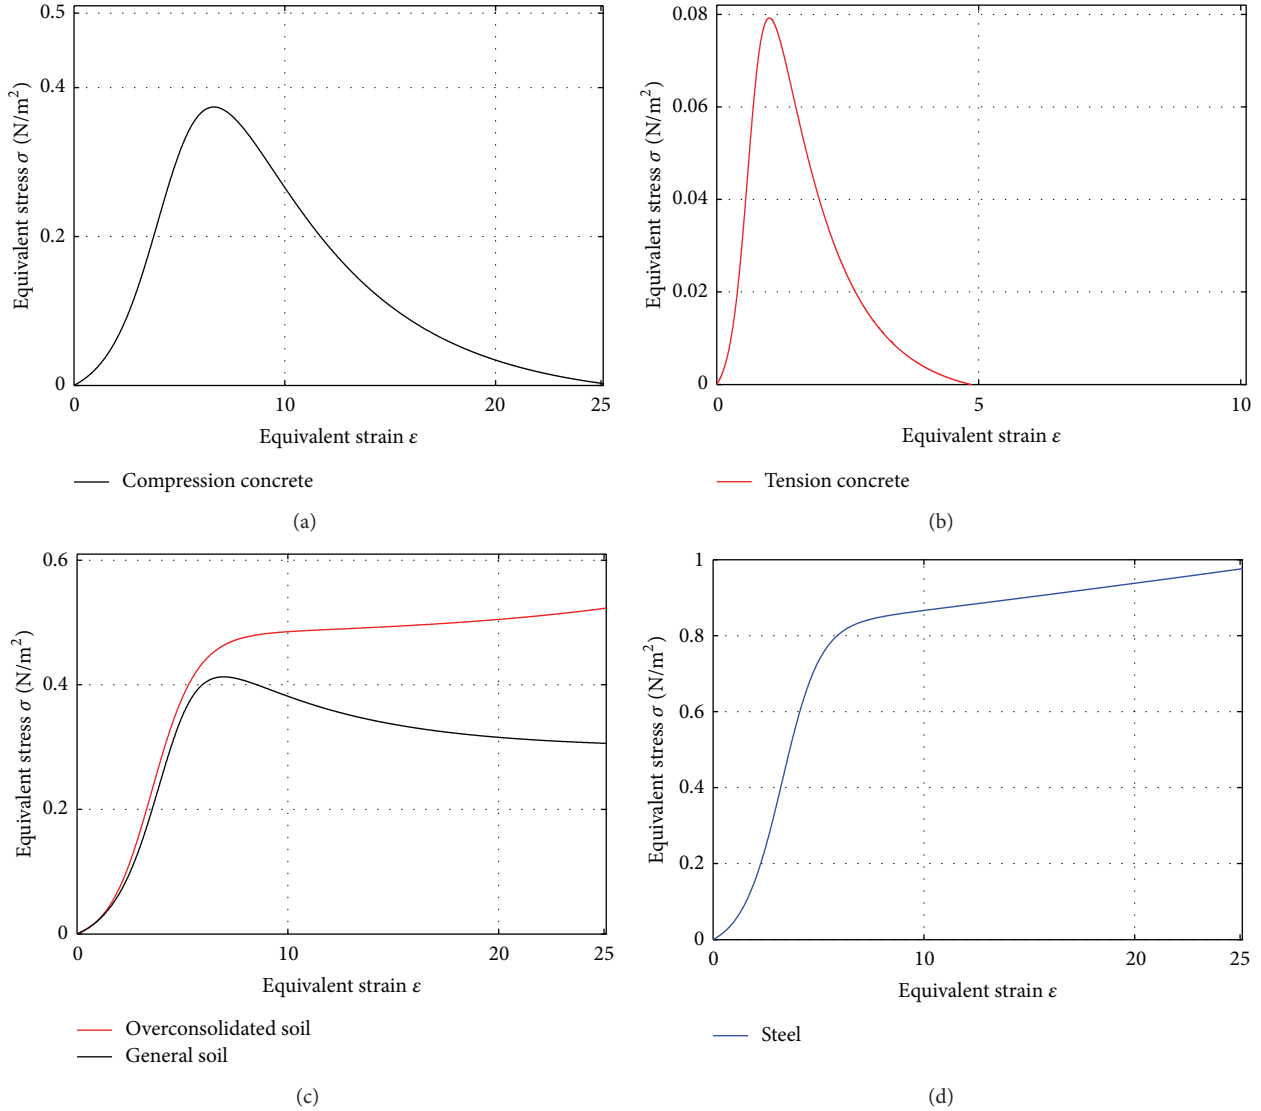 0.5
0.4
0.2
0
0
10
20
25
Equivalent stress σ (N/m²)
Equivalent strain ε
Compression concrete
(a)
0.08
0.06
0.04
0.02
0
0
5
10
Equivalent stress σ (N/m²)
Equivalent strain ε
Tension concrete
(b)
0.6
0.4
0.2
0
0
10
20
25
Equivalent stress σ (N/m²)
Equivalent strain ε
Overconsolidated soil
General soil
(c)
1
0.8
0.6
0.4
0.2
0
0
10
20
25
Equivalent stress σ (N/m²)
Equivalent strain ε
Steel
(d)